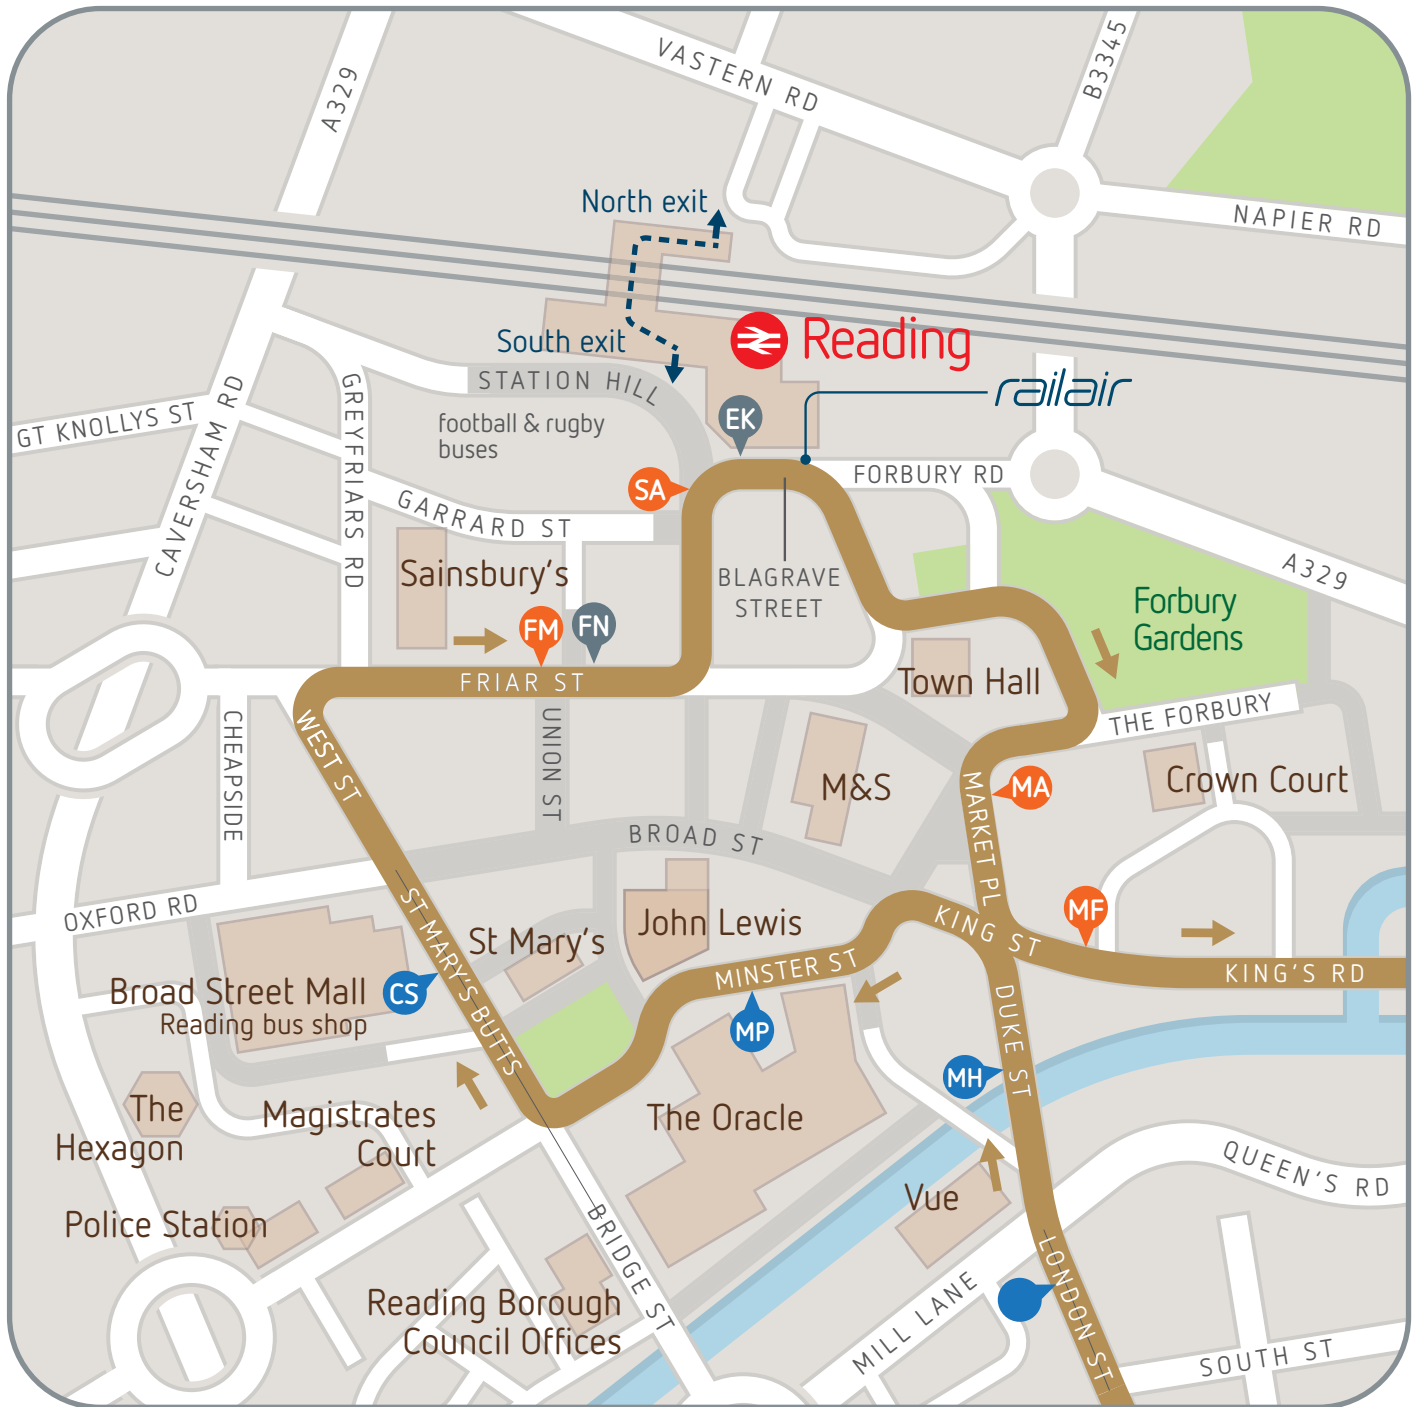 A329
VASTERN RD
B3345
NAPIER RD
North exit
South exit
Reading
railair
STATION HILL
football & rugby
buses
EK
SA
FORBURY RD
GT KNOLLYS ST
CAVERSHAM RD
GREYFRIARS RD
GARRARD ST
Sainsbury's
BLAGRAVE
STREET
A329
Forbury
Gardens
FM
FN
FRIAR ST
Town Hall
THE FORBURY
WEST ST
CHEAPSIDE
UNION ST
M&S
MARKET PL
MA
Crown Court
BROAD ST
OXFORD RD
ST MARY'S BUTTS
St Mary's
John Lewis
KING ST
MF
KING'S RD
Broad Street Mall
Reading bus shop
CS
MINSTER ST
MP
DUKE ST
MH
The
Hexagon
Magistrates
Court
The Oracle
QUEEN'S RD
Vue
Police Station
BRIDGE ST
LONDON ST
Reading Borough
Council Offices
MILL LANE
SOUTH ST